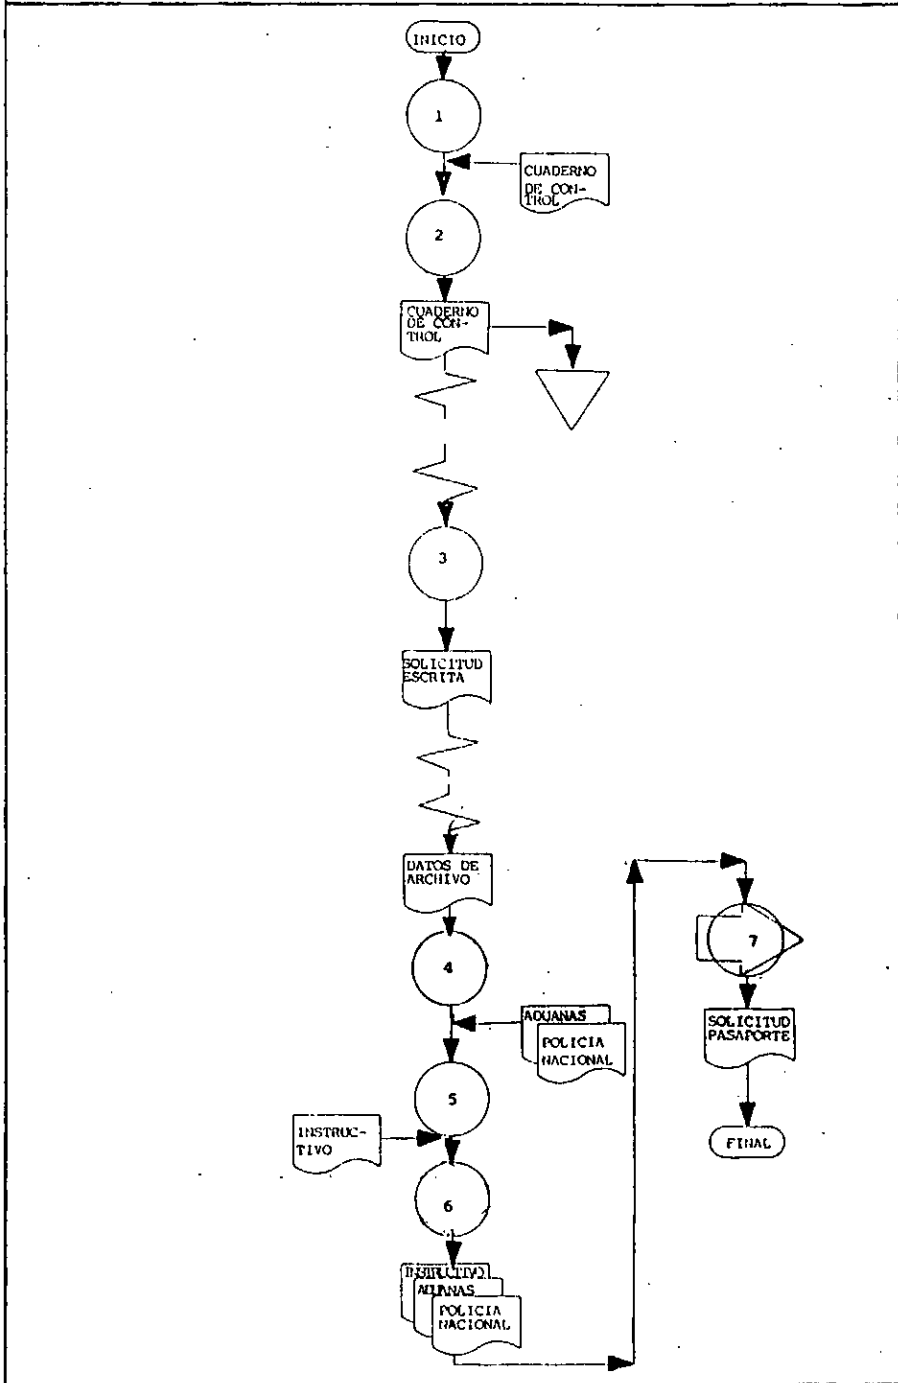 INICIO
1
CUADERNO
DE CON-
TROL
2
CUADERNO
DE CON-
TROL
3
SOLICITUD
ESCRITA
DATOS DE
ARCHIVO
4
ADUANAS
POLICIA
NACIONAL
5
INSTRUC-
TIVO
6
INSTRUCTIVO
ADUANAS
POLICIA
NACIONAL
7
SOLICITUD
PASAPORTE
FINAL